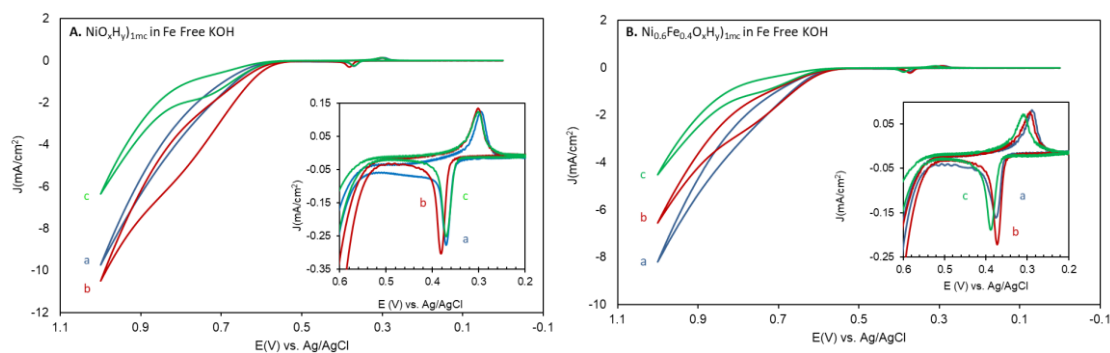 A. NiOxHy)1mc in Fe Free KOH
2
0
-2
-4
-6
-8
-10
-12
J(mA/cm²)
1.1 0.9 0.7 0.5 0.3 0.1 -0.1
E(V) vs. Ag/AgCl
c
a
b
0.15
0.05
-0.05
-0.15
-0.25
-0.35
J(mA/cm²)
0.6 0.5 0.4 0.3 0.2
E (V) vs. Ag/AgCl
b
c
a
B. Ni0.6Fe0.4OxHy)1mc in Fe Free KOH
2
0
-2
-4
-6
-8
-10
J(mA/cm²)
1.1 0.9 0.7 0.5 0.3 0.1 -0.1
E(V) vs. Ag/AgCl
c
b
a
0.05
-0.05
-0.15
-0.25
J(mA/cm²)
0.6 0.5 0.4 0.3 0.2
E (V) vs. Ag/AgCl
c
a
b